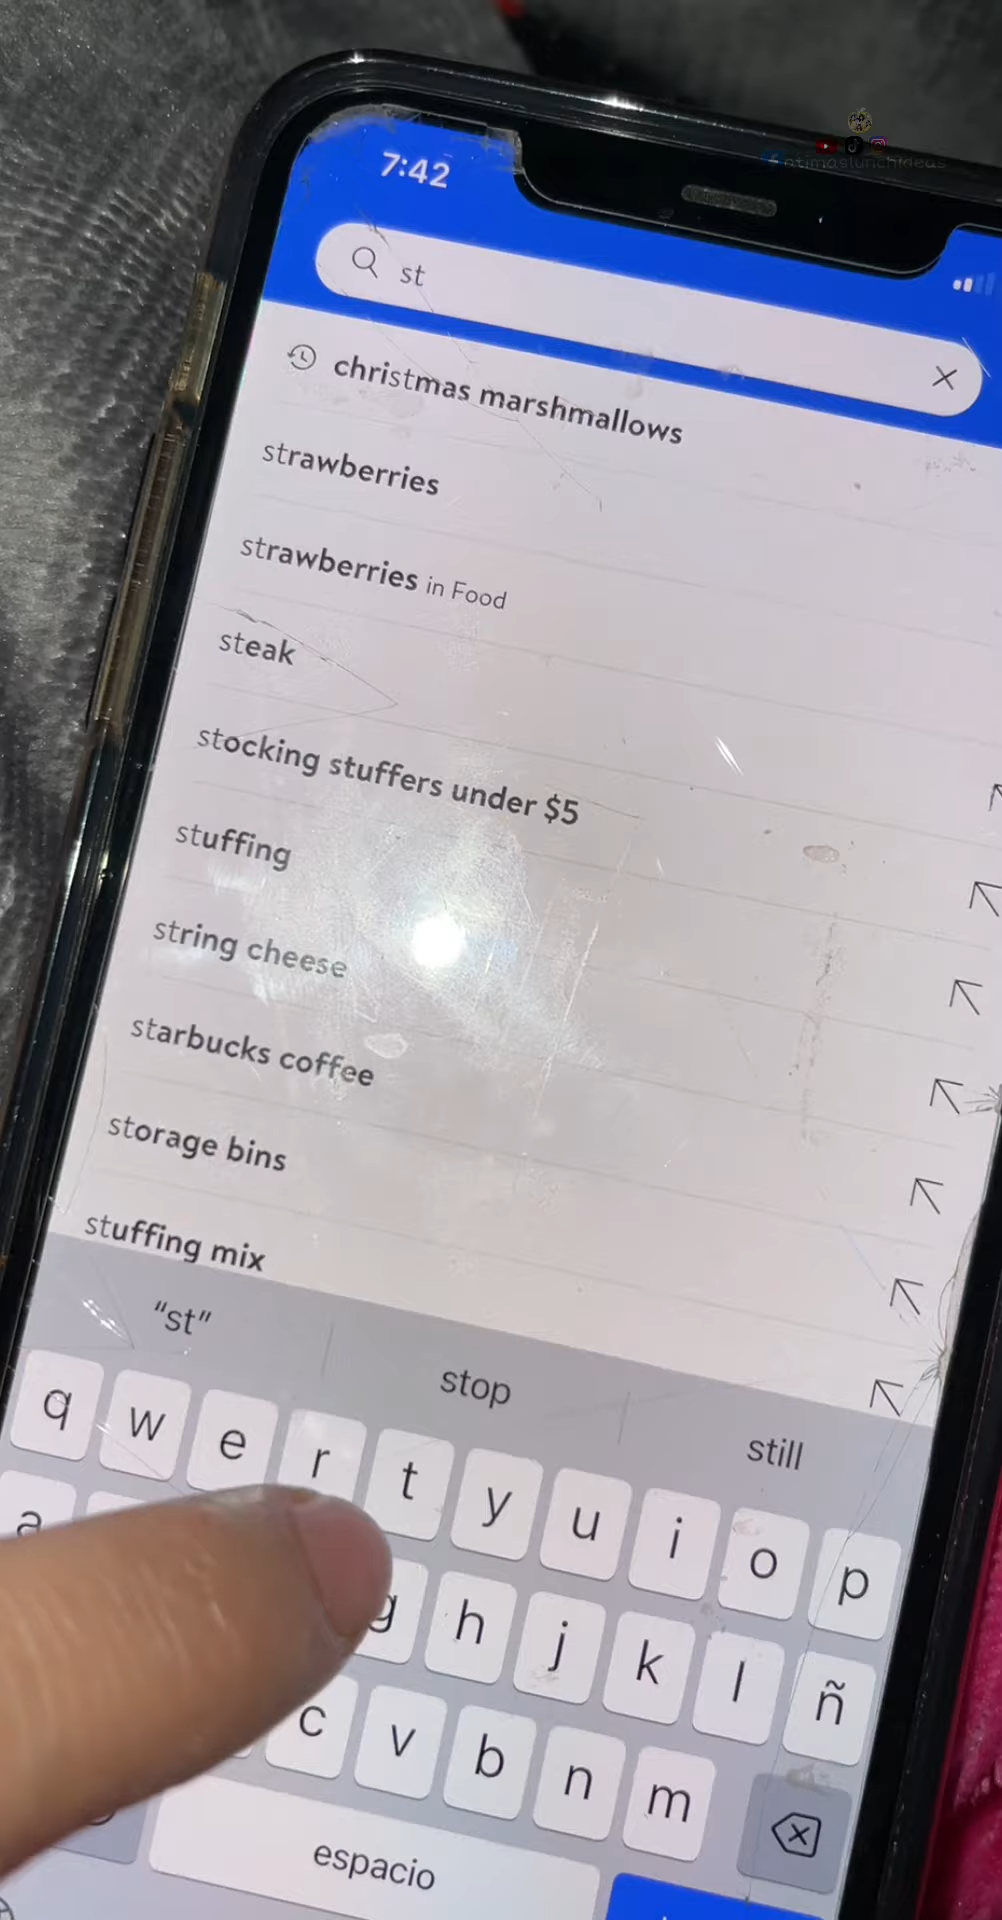 7:42
atimaslunchideas
st
christmas marshmallows
strawberries
strawberries in Food
steak
stocking stuffers under $5
stuffing
string cheese
starbucks coffee
storage bins
stuffing mix
"st" stop still
q w e r t y u i o p
a g h j k l ñ
c v b n m
espacio